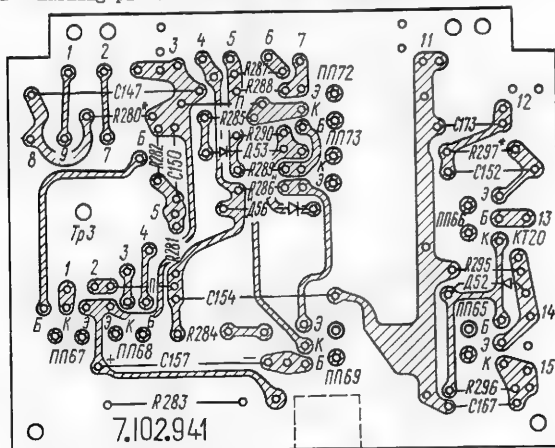 1 2 3 4 5 6 7 11
R287
R288
ПП72
C147 R280* Э
R285 П К
12
8 9 7 Б
R290 Б
ПП73
C173
R282 C150 Д53
R297*
R289 C152
Э
R286
5 Д56
ПП66 Э
Б 13
Тр3
К КТ20
3 4 R281
R295
1 2 П
Д52
C154
ПП65
Б К Э Э К Б
R284 Э Б 14
К Э
ПП67 ПП68
+ C157 - Б К
ПП69 15
R296
R283 C167
7.102.941